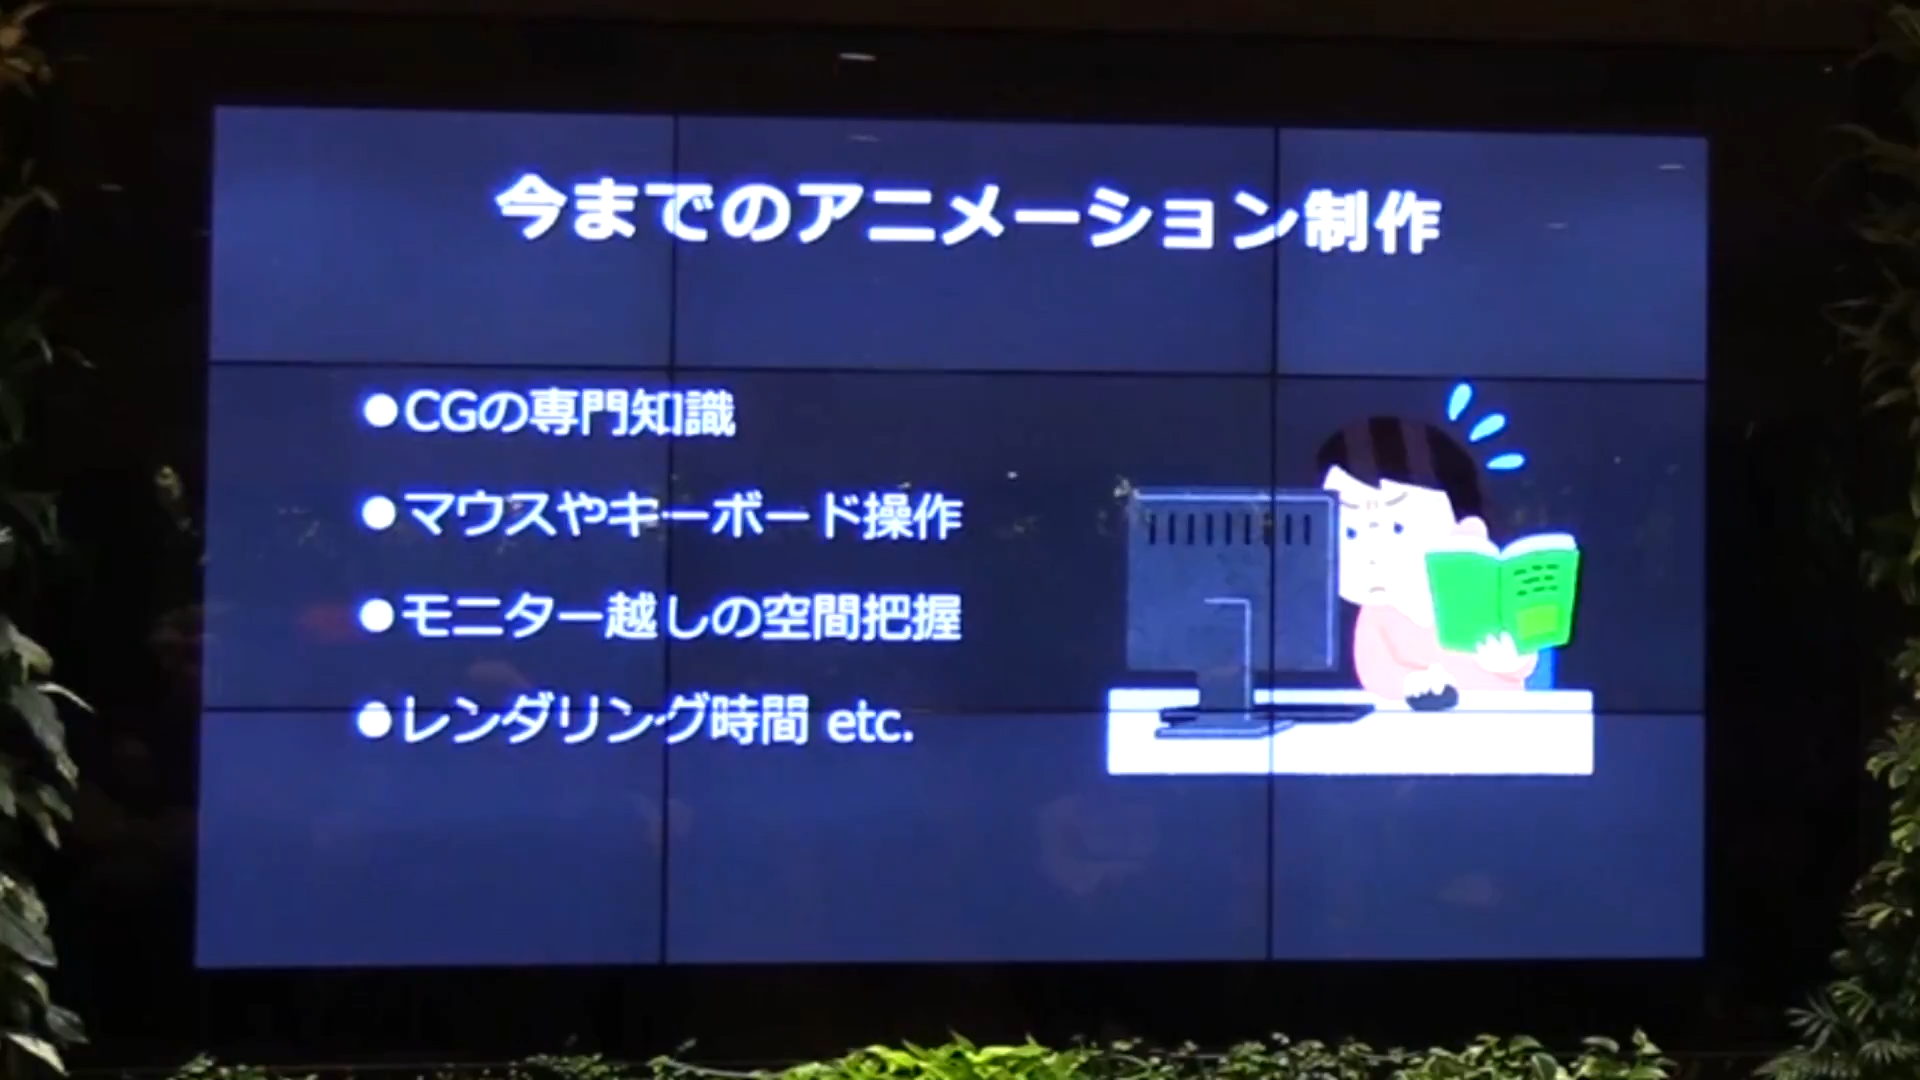 今までのアニメーション制作
●CGの専門知識
●マウスやキーボード操作
●モニター越しの空間把握
●レンダリング時間 etc.